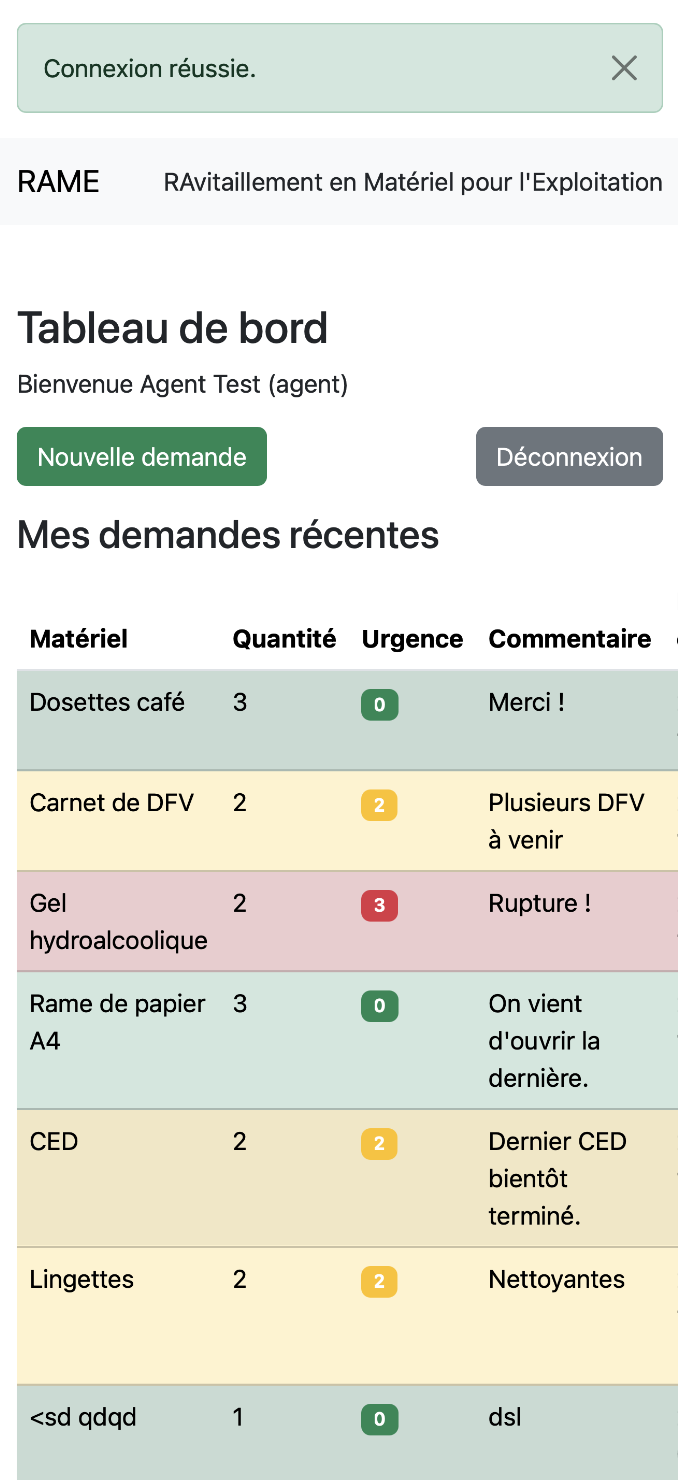 Connexion réussie.
RAME
RAvitaillement en Matériel pour l'Exploitation
Tableau de bord
Bienvenue Agent Test (agent)
Nouvelle demande
Déconnexion
Mes demandes récentes
Matériel Quantité Urgence Commentaire
Dosettes café 3 0 Merci !
Carnet de DFV 2 2 Plusieurs DFV
à venir
Gel 2 3 Rupture !
hydroalcoolique
Rame de papier 3 0 On vient
A4 d'ouvrir la
dernière.
CED 2 2 Dernier CED
bientôt
terminé.
Lingettes 2 2 Nettoyantes
<sd qdqd 1 0 dsl